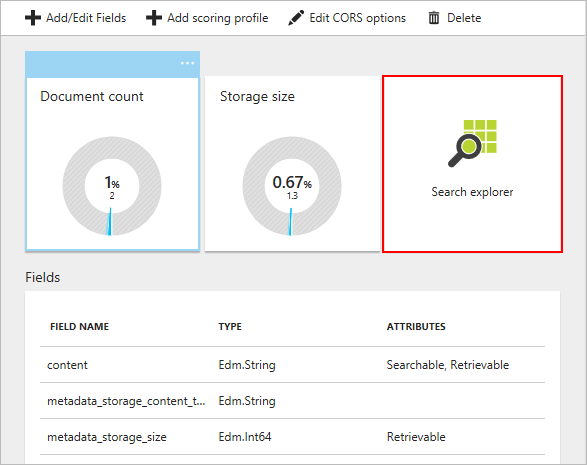 Add/Edit Fields Add scoring profile Edit CORS options Delete
...
Document count Storage size
1% 0.67%
2 1.3
Search explorer
Fields
FIELD NAME TYPE ATTRIBUTES
content Edm.String Searchable, Retrievable
metadata_storage_content_t... Edm.String
metadata_storage_size Edm.Int64 Retrievable